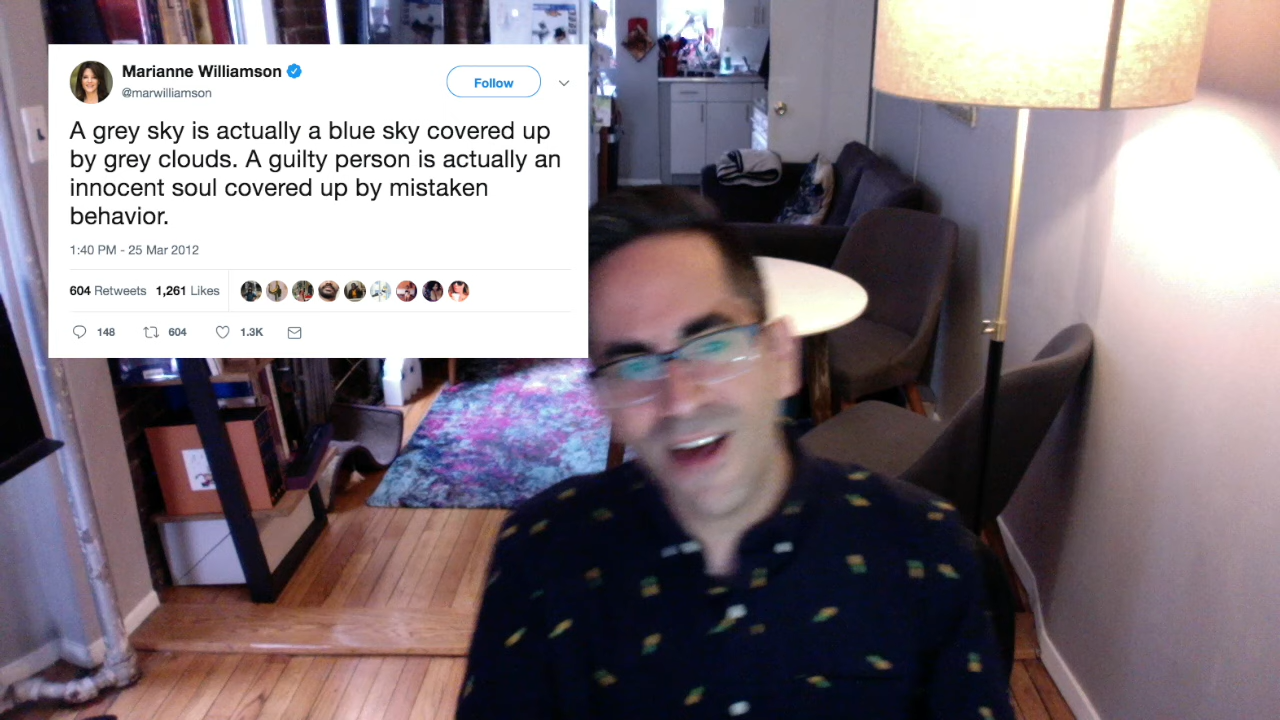 Marianne Williamson
Follow
@marwilliamson
A grey sky is actually a blue sky covered up
by grey clouds. A guilty person is actually an
innocent soul covered up by mistaken
behavior.
1:40 PM - 25 Mar 2012
604 Retweets 1,261 Likes
148 604 1.3K